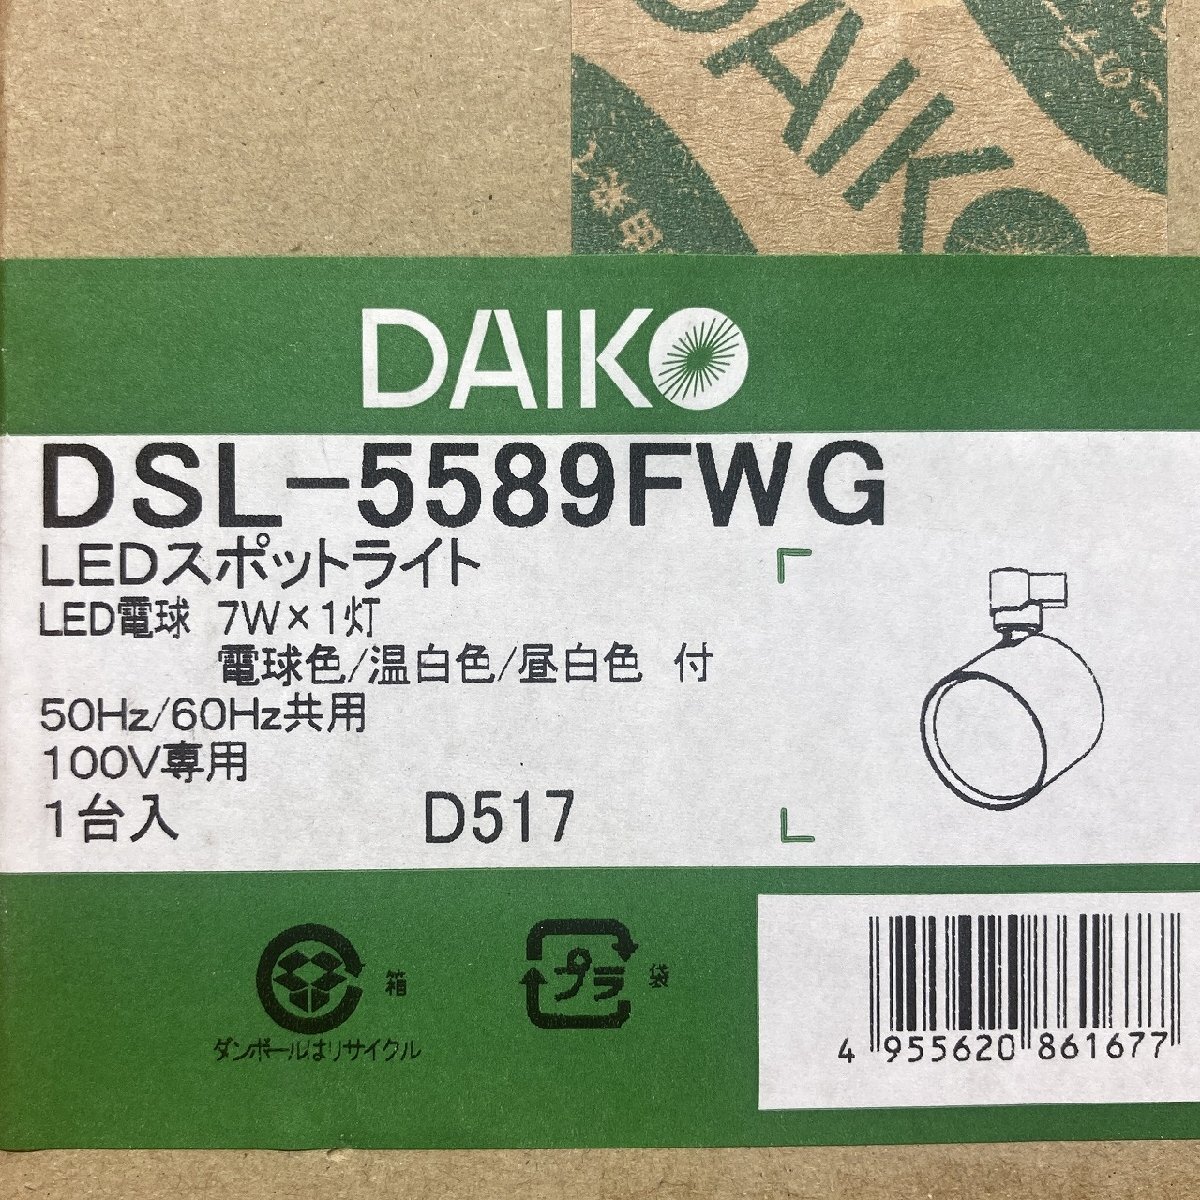 DAIKO
DAIKO
DSL-5589FWG
LEDスポットライト
LED電球 7W×1灯
電球色/温白色/昼白色 付
50Hz/60Hz共用
100V専用
1台入 D517
箱
ダンボールはリサイクル
プラ
袋
4 955620 861677